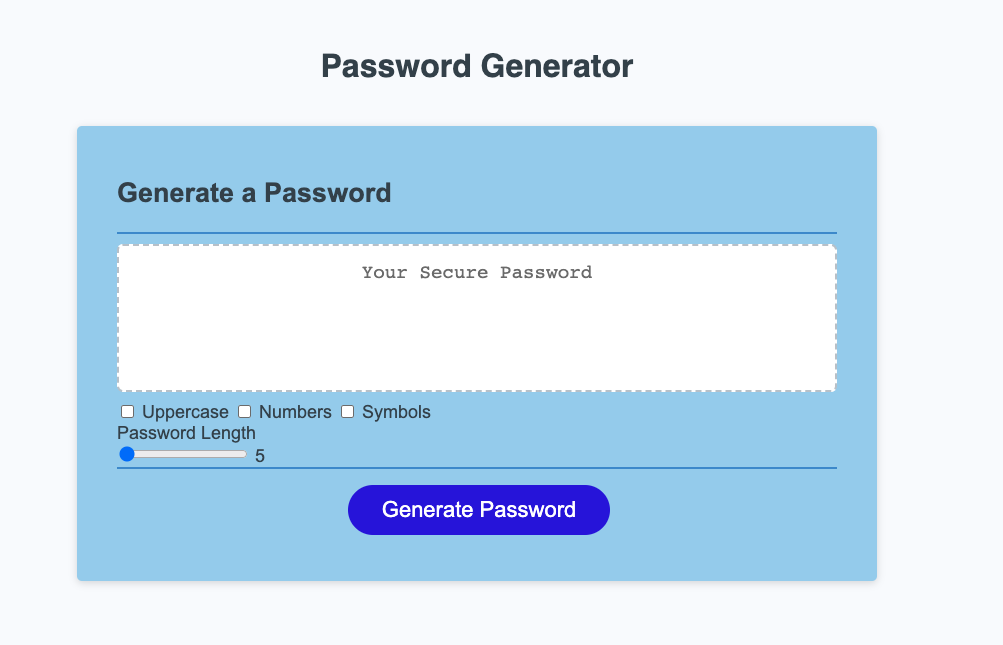 Password Generator
Generate a Password
Your Secure Password
Uppercase Numbers Symbols
Password Length
5
Generate Password